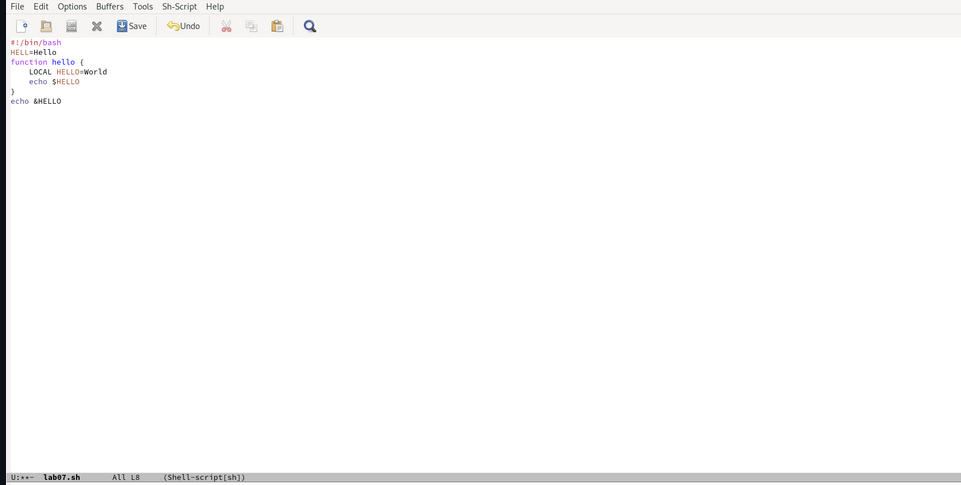 File Edit Options Buffers Tools Sh-Script Help
Save Undo
#!/bin/bash
HELL=Hello
function hello {
    LOCAL HELLO=World
    echo $HELLO
}
echo &HELLO
U:**- lab07.sh All L8 (Shell-script[sh])